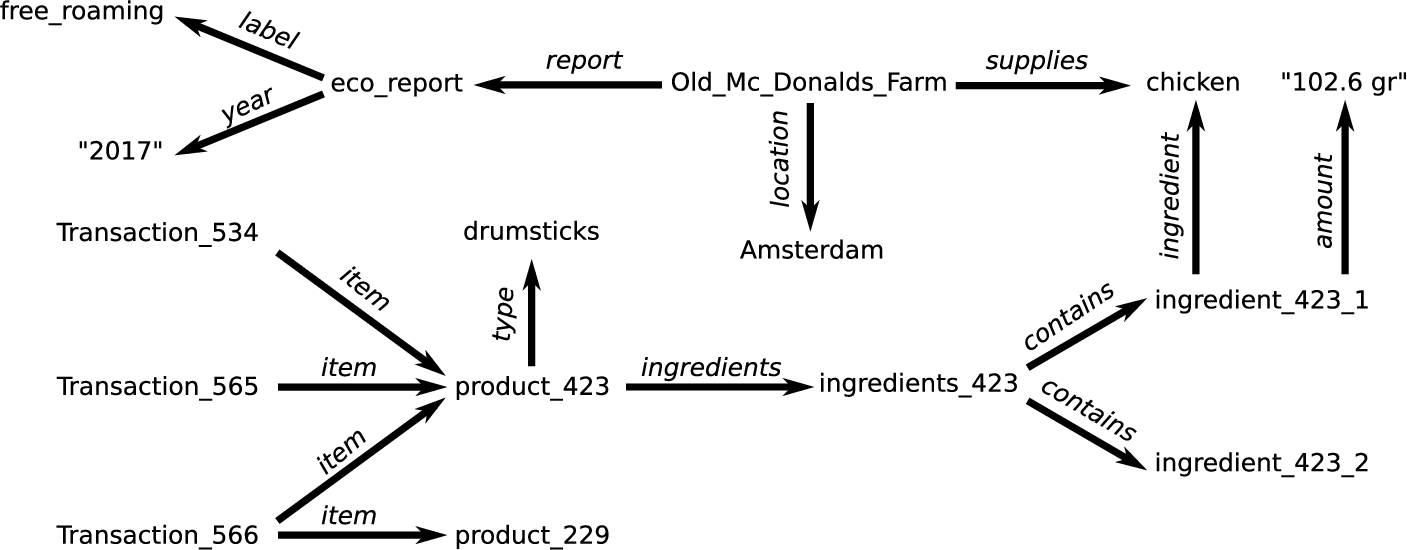 free_roaming
label
report
supplies
eco_report
Old_Mc_Donalds_Farm
chicken
"102.6 gr"
year
"2017"
location
ingredient
amount
Transaction_534
drumsticks
Amsterdam
item
type
contains
ingredient_423_1
Transaction_565
item
product_423
ingredients
ingredients_423
contains
item
ingredient_423_2
Transaction_566
item
product_229